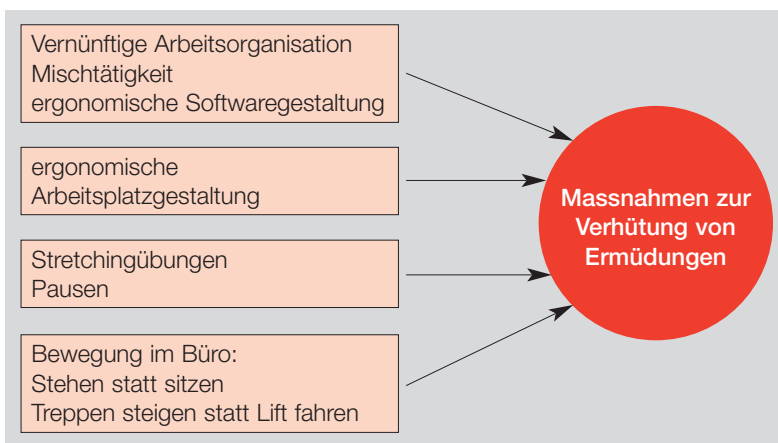 Vernünftige Arbeitsorganisation
Mischtätigkeit
ergonomische Softwaregestaltung
ergonomische
Arbeitsplatzgestaltung
Stretchingübungen
Pausen
Bewegung im Büro:
Stehen statt sitzen
Treppen steigen statt Lift fahren
Massnahmen zur
Verhütung von
Ermüdungen